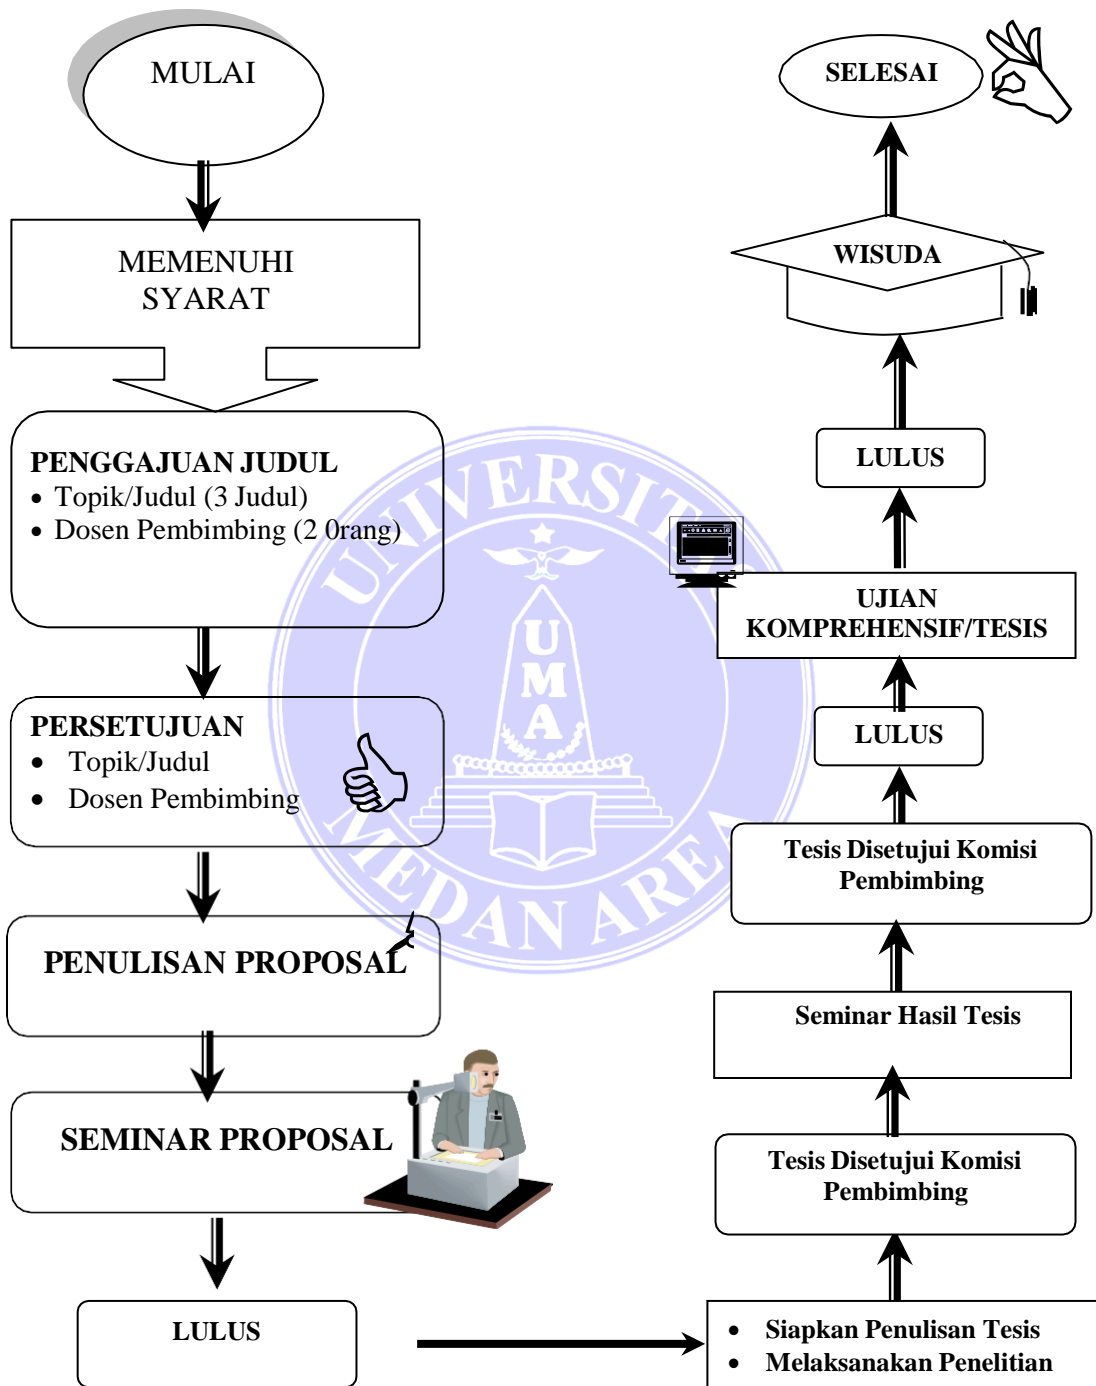 MULAI
MEMENUHI
SYARAT
PENGGAJUAN JUDUL
• Topik/Judul (3 Judul)
• Dosen Pembimbing (2 0rang)
PERSETUJUAN
• Topik/Judul
• Dosen Pembimbing
PENULISAN PROPOSAL
SEMINAR PROPOSAL
LULUS
• Siapkan Penulisan Tesis
• Melaksanakan Penelitian
Tesis Disetujui Komisi
Pembimbing
Seminar Hasil Tesis
Tesis Disetujui Komisi
Pembimbing
LULUS
UJIAN
KOMPREHENSIF/TESIS
LULUS
WISUDA
SELESAI
UNIVERSITAS
UMA
MEDAN AREA